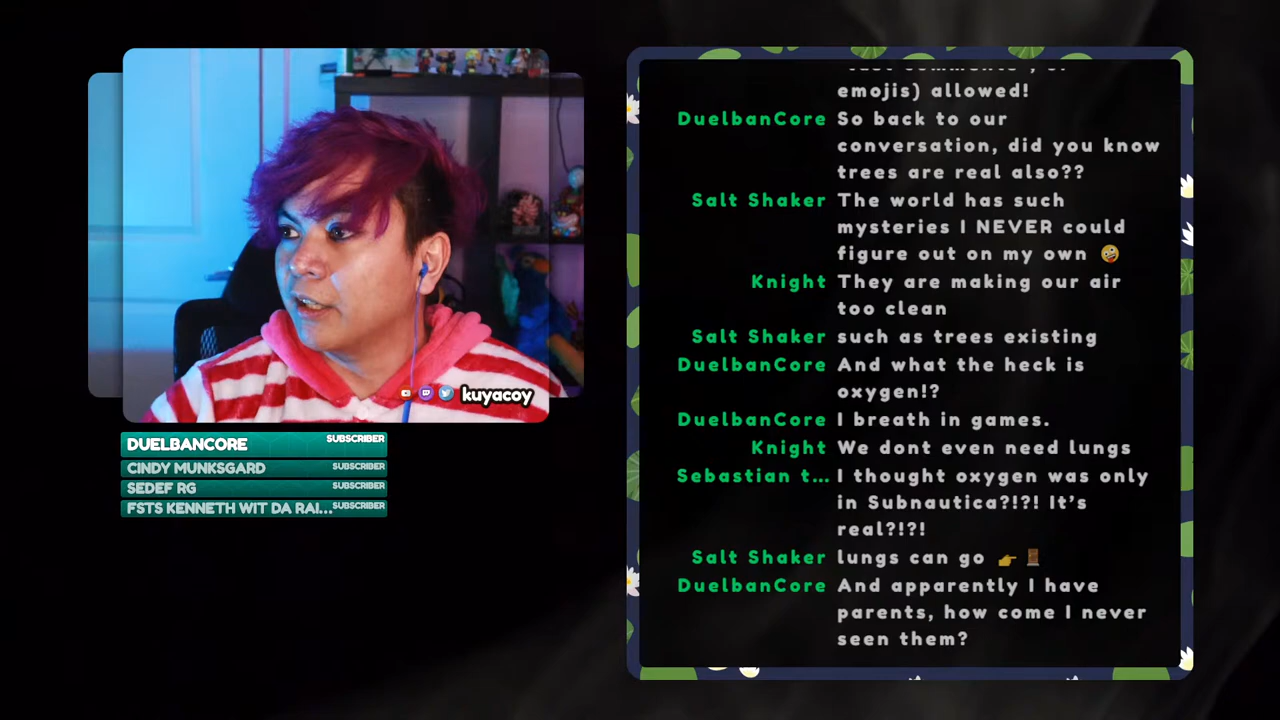 emojis) allowed!
DuelbanCore So back to our
conversation, did you know
trees are real also??
Salt Shaker The world has such
mysteries I NEVER could
figure out on my own 🤪
Knight They are making our air
too clean
Salt Shaker such as trees existing
DuelbanCore And what the heck is
oxygen!?
DuelbanCore I breath in games.
Knight We dont even need lungs
Sebastian t... I thought oxygen was only
in Subnautica?!?! It's
real?!?!
Salt Shaker lungs can go 👉 🚪
DuelbanCore And apparently I have
parents, how come I never
seen them?
kuyacoy
DUELBANCORE SUBSCRIBER
CINDY MUNKSGARD SUBSCRIBER
SEDEF RG SUBSCRIBER
FSTS KENNETH WIT DA RAI... SUBSCRIBER